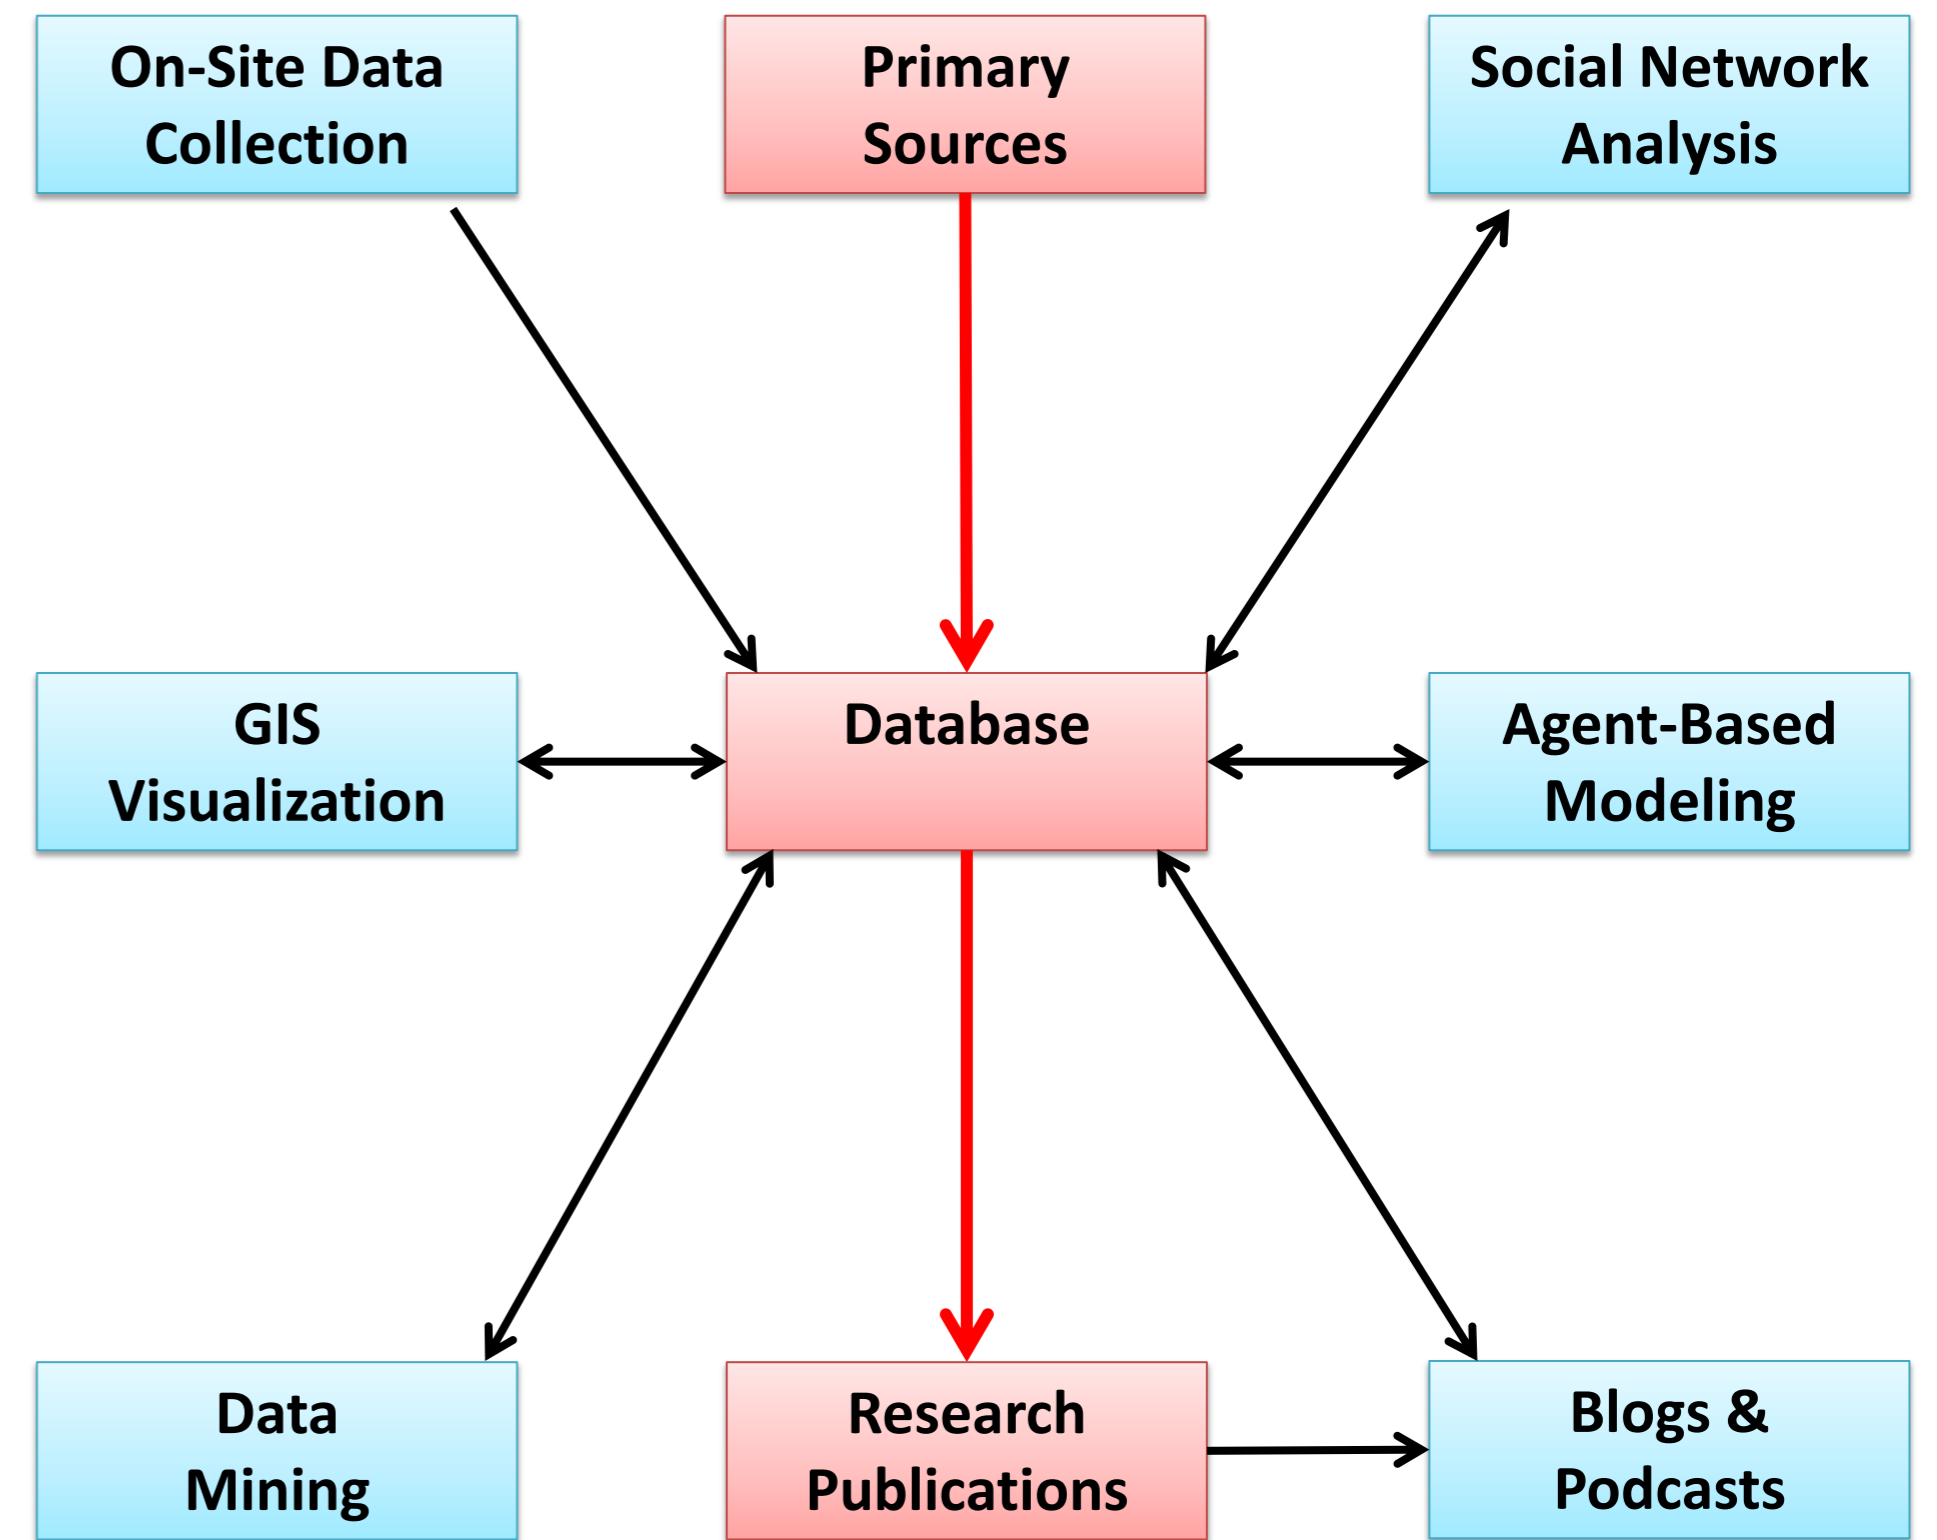 On-Site Data
Collection
Primary
Sources
Social Network
Analysis
GIS
Visualization
Database
Agent-Based
Modeling
Data
Mining
Research
Publications
Blogs &
Podcasts